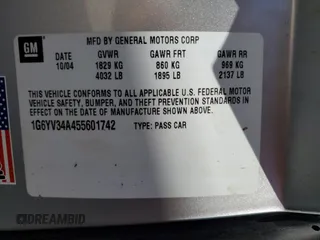 GM
MFD BY GENERAL MOTORS CORP
DATE GVWR GAWR FRT GAWR RR
10/04 1829 KG 860 KG 969 KG
4032 LB 1895 LB 2137 LB
THIS VEHICLE CONFORMS TO ALL APPLICABLE U.S. FEDERAL MOTOR
VEHICLE SAFETY, BUMPER, AND THEFT PREVENTION STANDARDS IN
EFFECT ON THE DATE OF MANUFACTURE SHOWN ABOVE.
1G6YV34A455601742 TYPE: PASS CAR
© DREAMBID